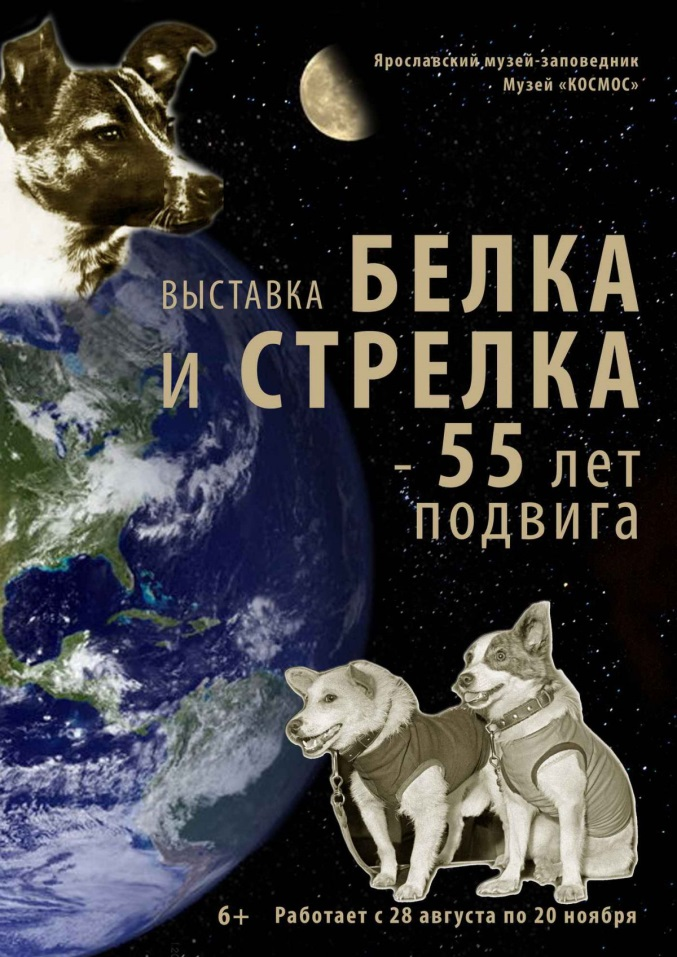 Ярославский музей-заповедник
Музей «КОСМОС»
ВЫСТАВКА БЕЛКА
И СТРЕЛКА
- 55 лет
подвига
6+ Работает с 28 августа по 20 ноября